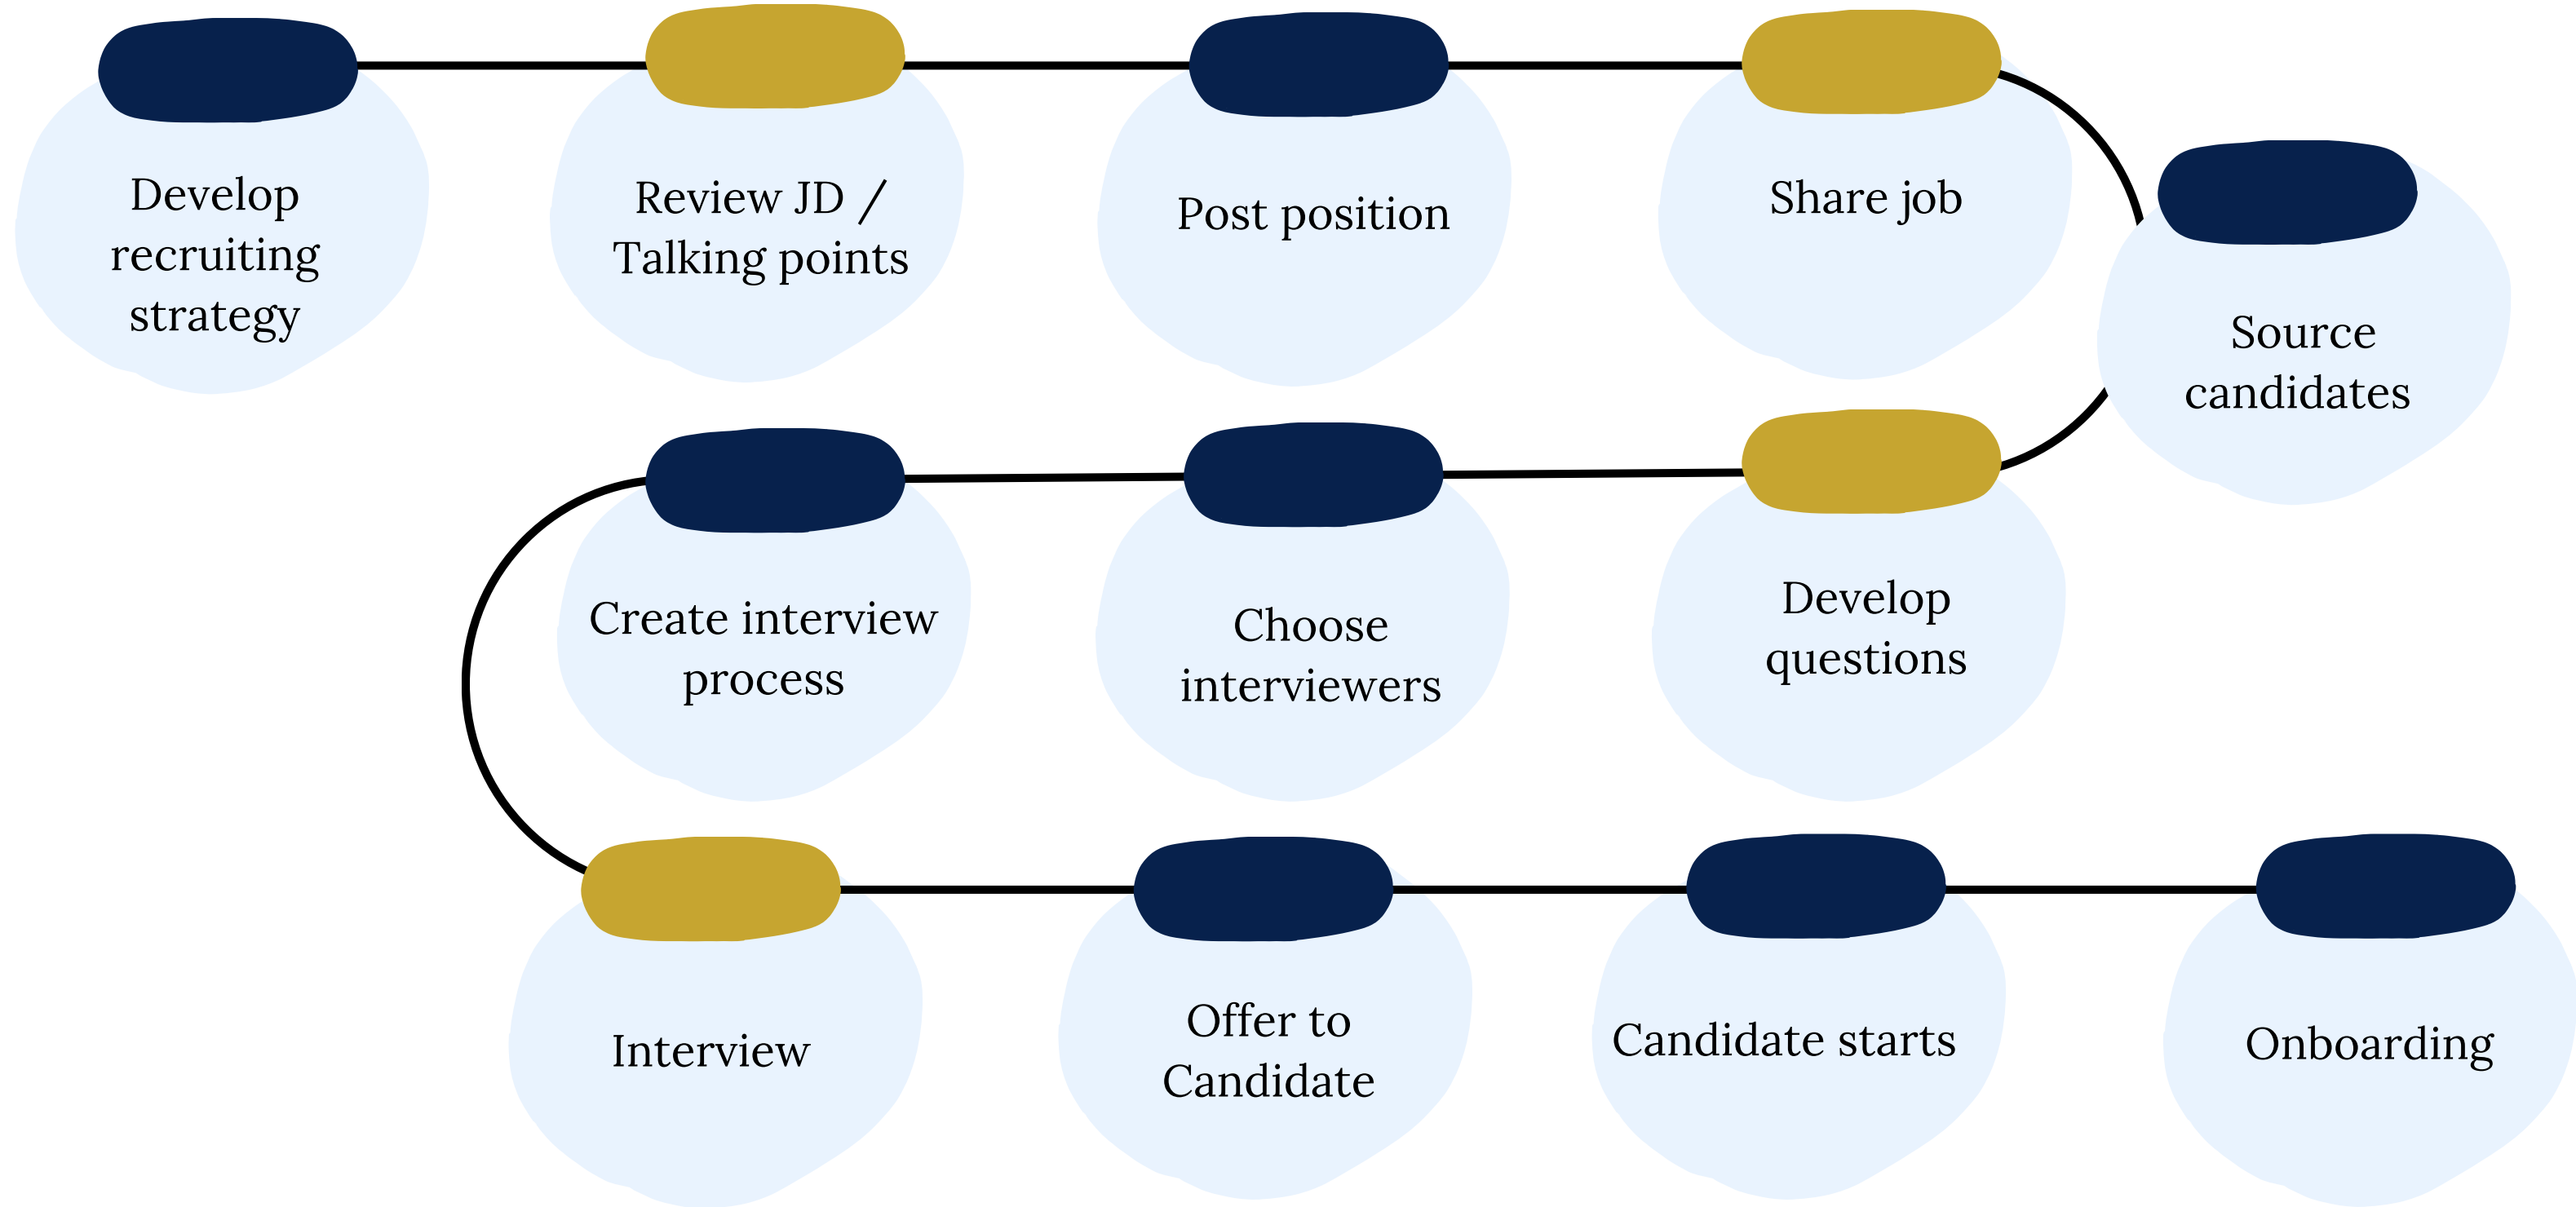 Develop
recruiting
strategy
Review JD /
Talking points
Post position
Share job
Source
candidates
Develop
questions
Choose
interviewers
Create interview
process
Interview
Offer to
Candidate
Candidate starts
Onboarding